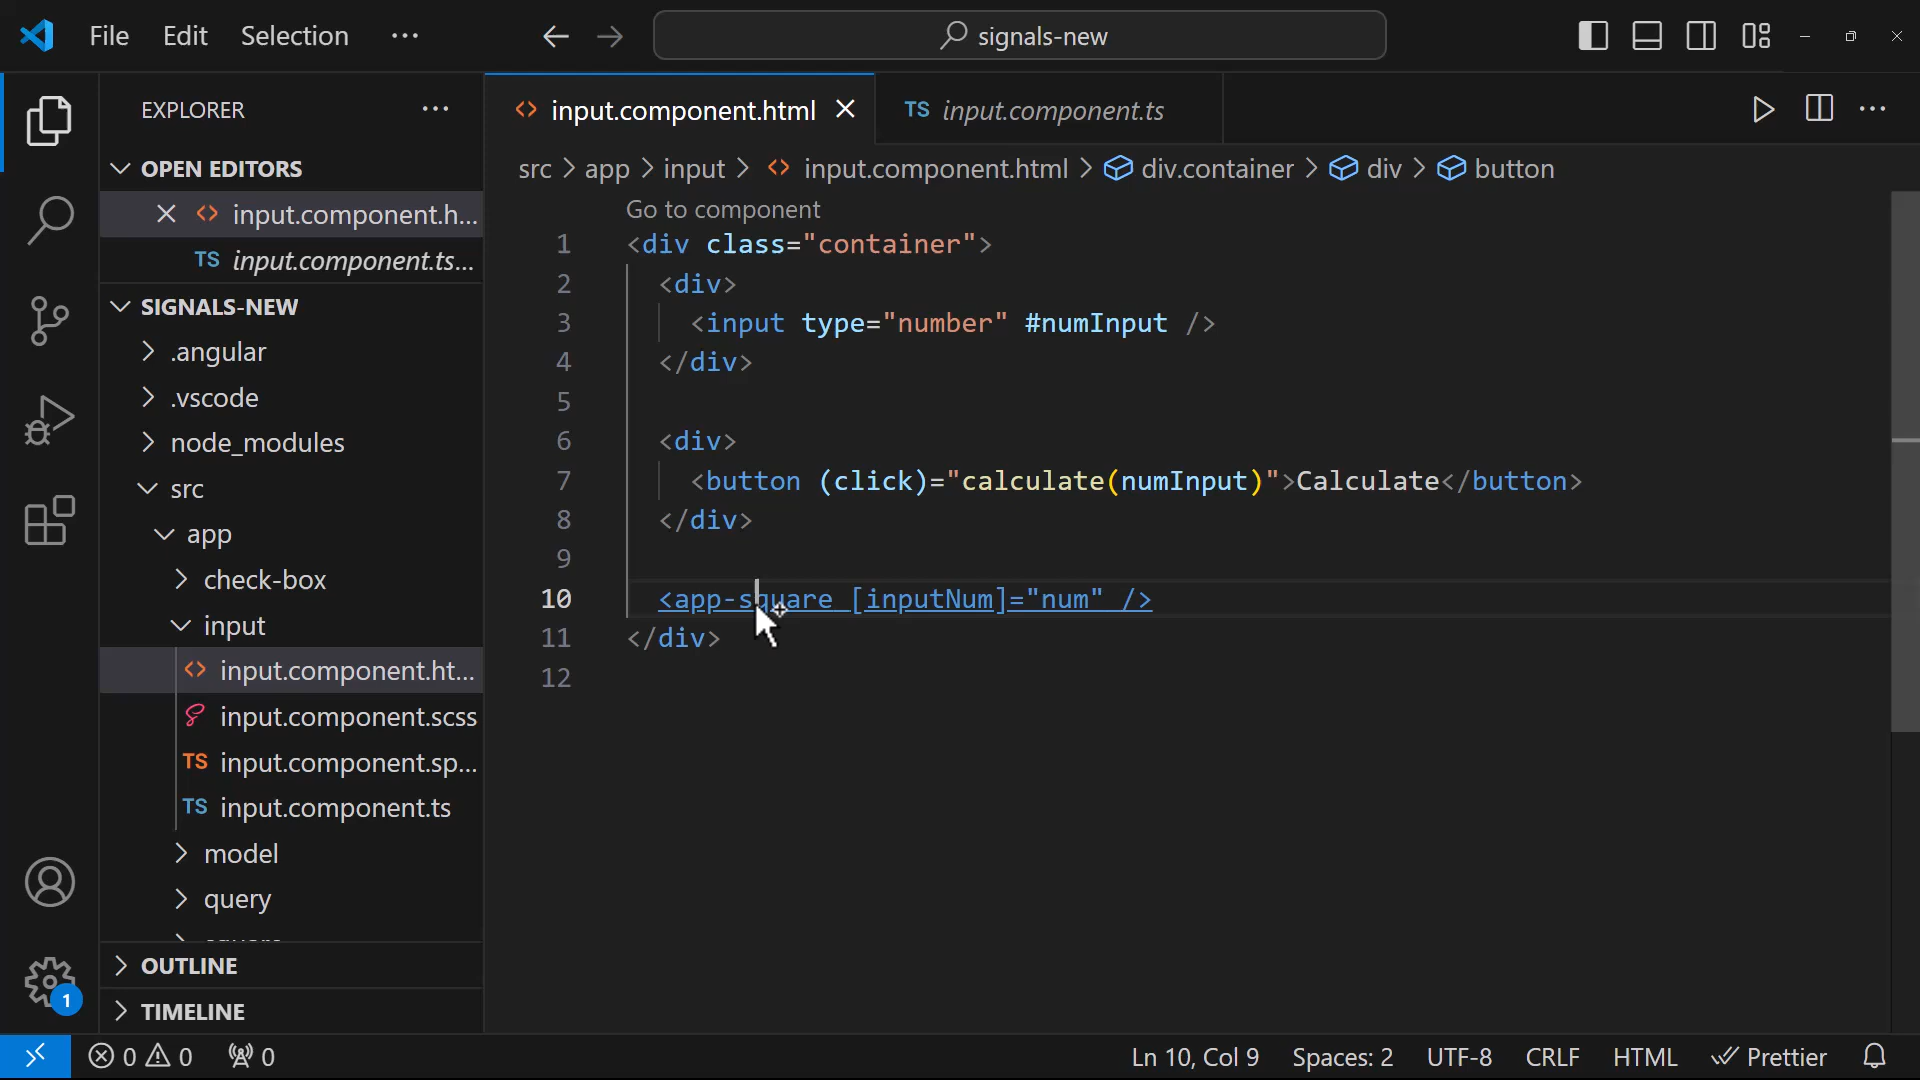 File Edit Selection ··· signals-new
EXPLORER ···
OPEN EDITORS
input.component.h...
TS input.component.ts...
SIGNALS-NEW
.angular
.vscode
node_modules
src
app
check-box
input
input.component.ht...
input.component.scss
TS input.component.sp...
TS input.component.ts
model
query
OUTLINE
TIMELINE
1
input.component.html TS input.component.ts
src > app > input > input.component.html > div.container > div > button
Go to component
1 <div class="container">
2 <div>
3 <input type="number" #numInput />
4 </div>
5
6 <div>
7 <button (click)="calculate(numInput)">Calculate</button>
8 </div>
9
10 <app-square [inputNum]="num" />
11 </div>
12
0 0 0 Ln 10, Col 9 Spaces: 2 UTF-8 CRLF HTML Prettier